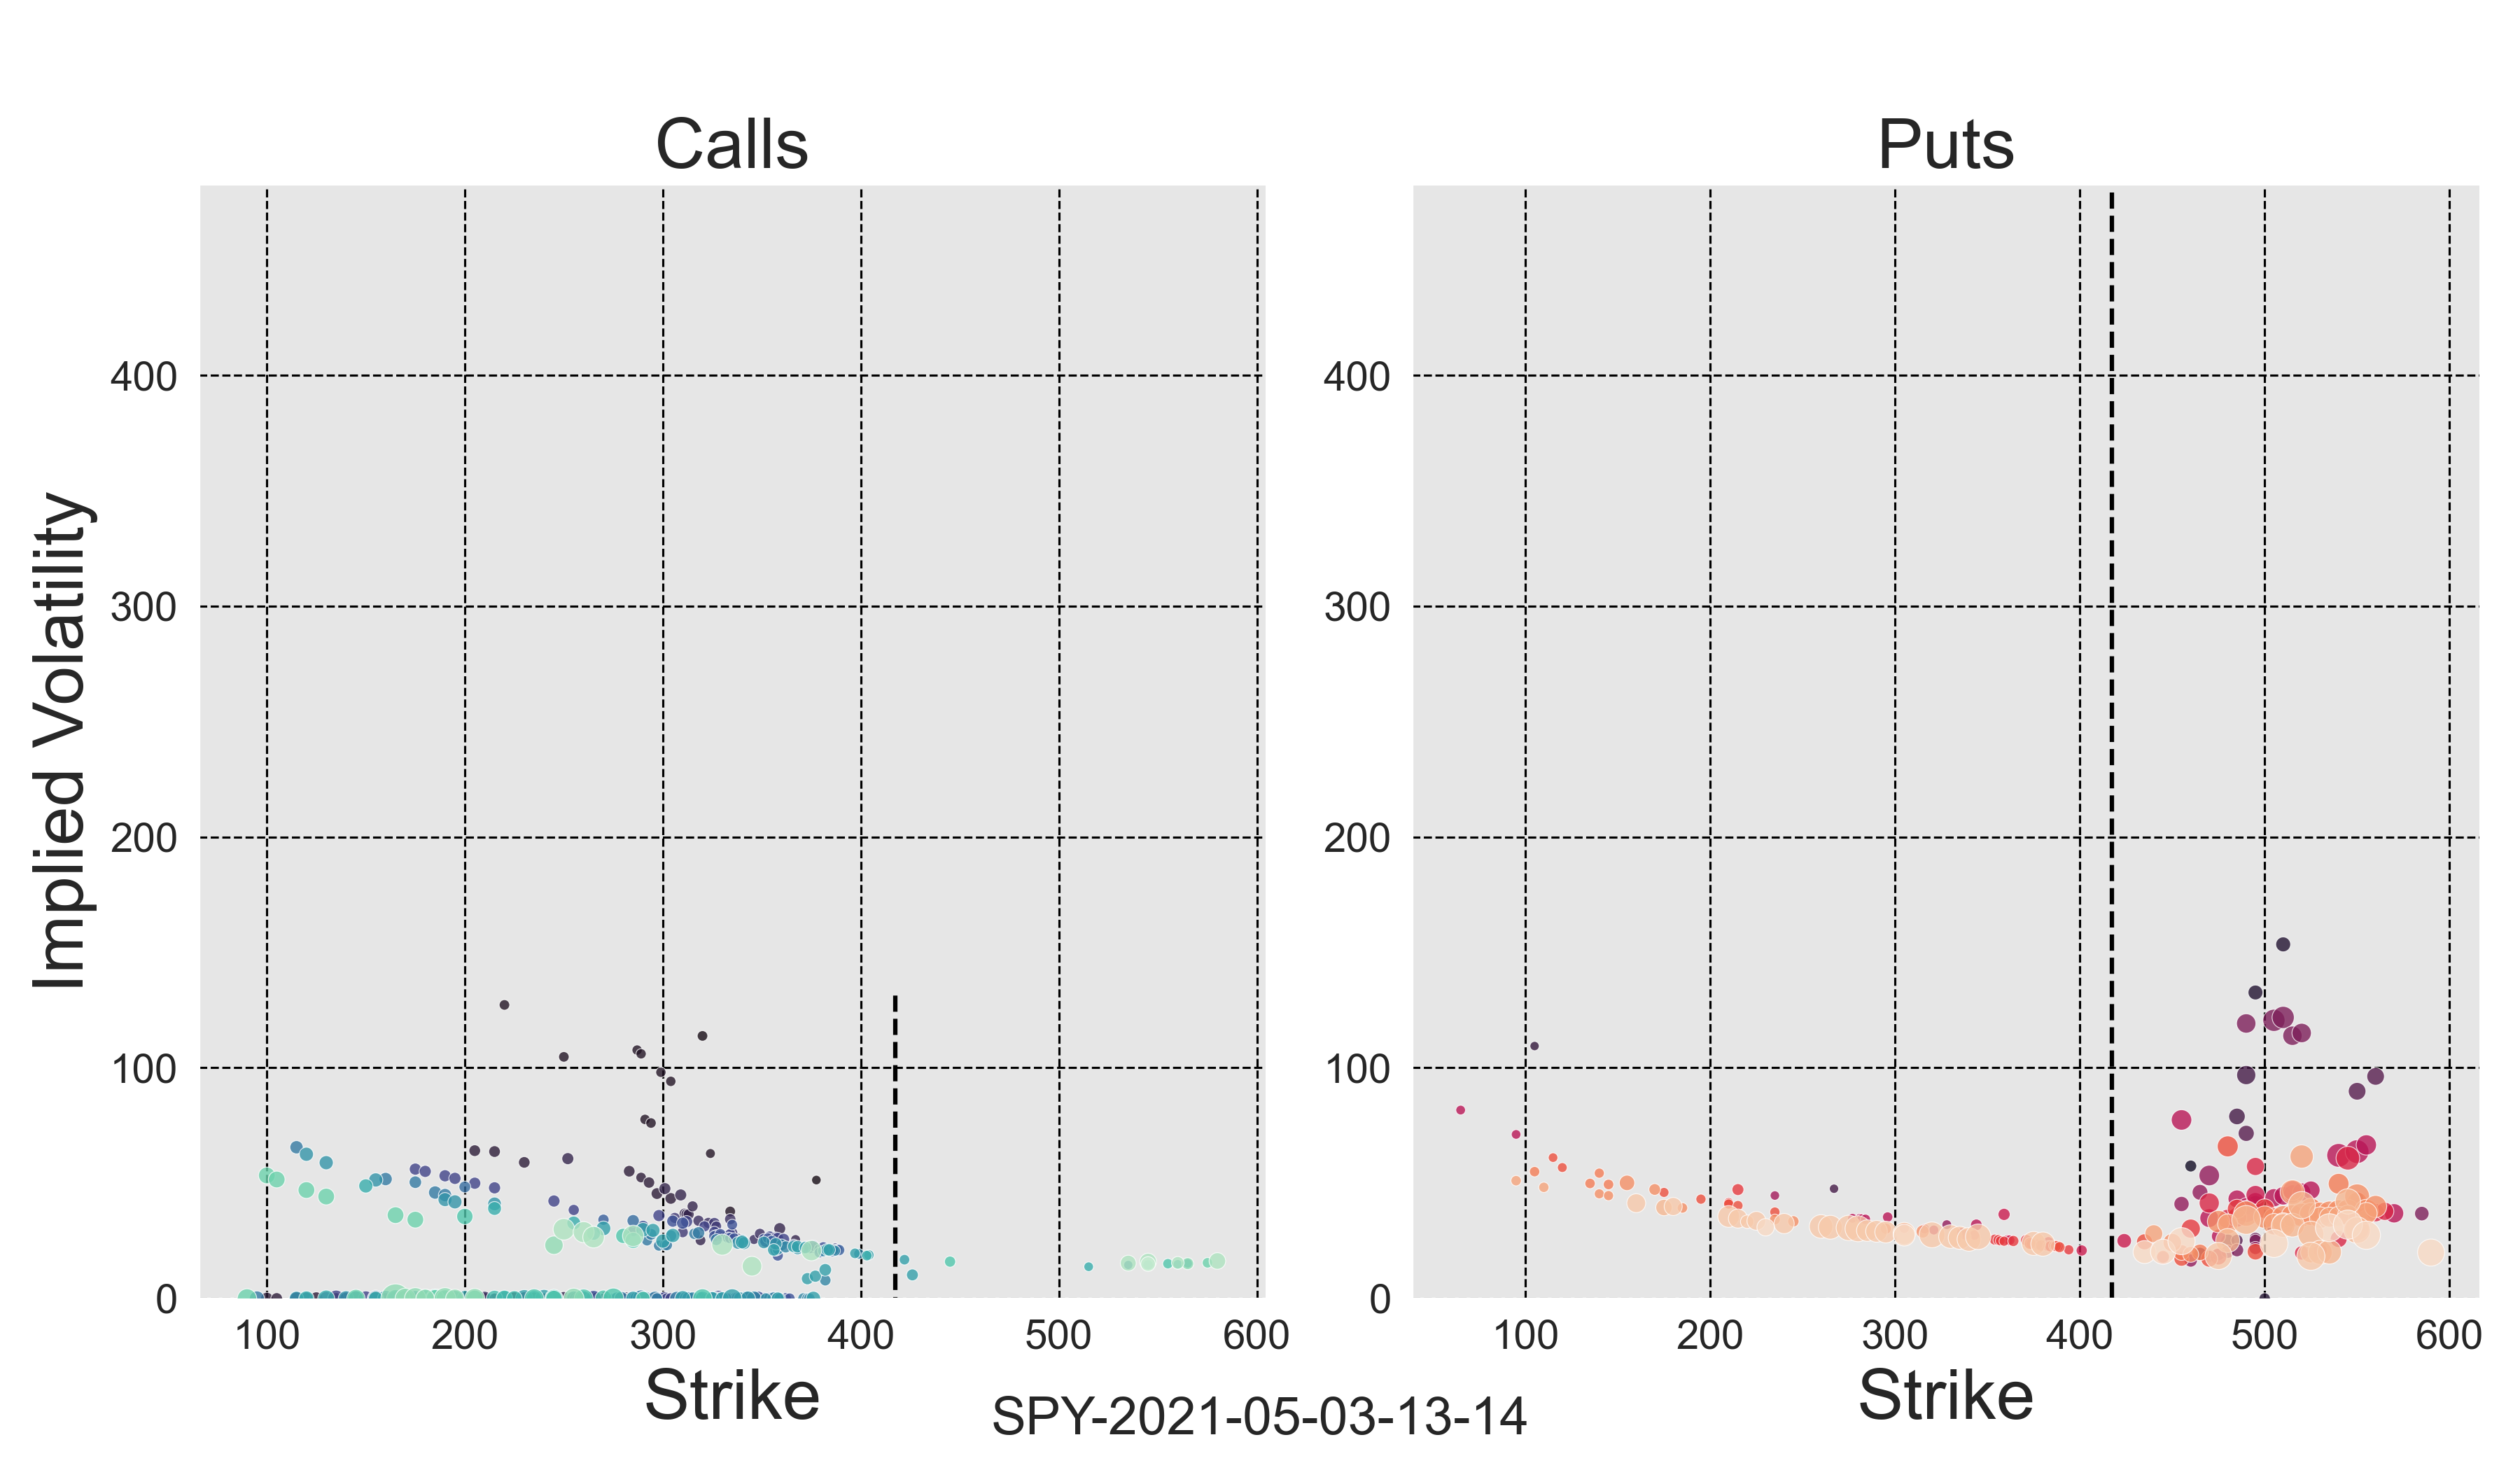 Calls Puts
Implied Volatility
400 400
300 300
200 200
100 100
0 0
100 200 300 400 500 600 100 200 300 400 500 600
Strike Strike
SPY-2021-05-03-13-14